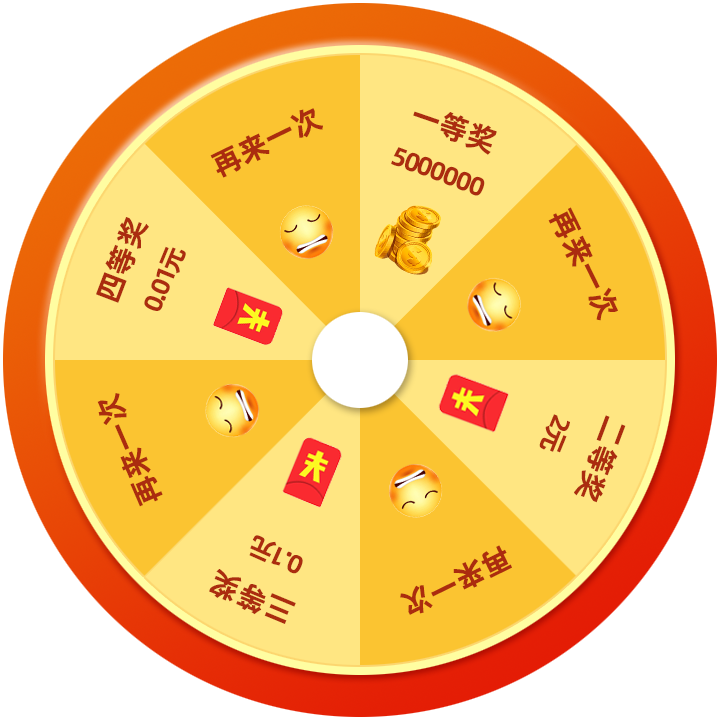 一等奖
5000000
再来一次
二等奖
2元
再来一次
三等奖
0.1元
再来一次
四等奖
0.01元
再来一次